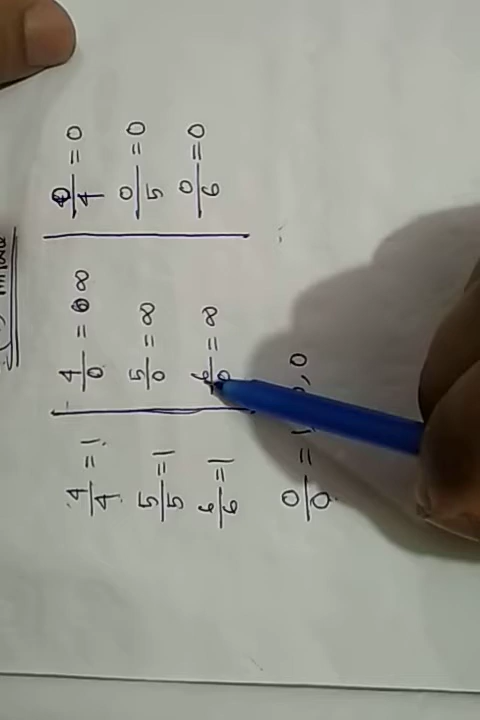 4/4 = 1 | 4/0 = ∞ | 0/4 = 0
5/5 = 1 | 5/0 = ∞ | 0/5 = 0
6/6 = 1 | 6/0 = ∞ | 0/6 = 0
0/0 = 1 , 0